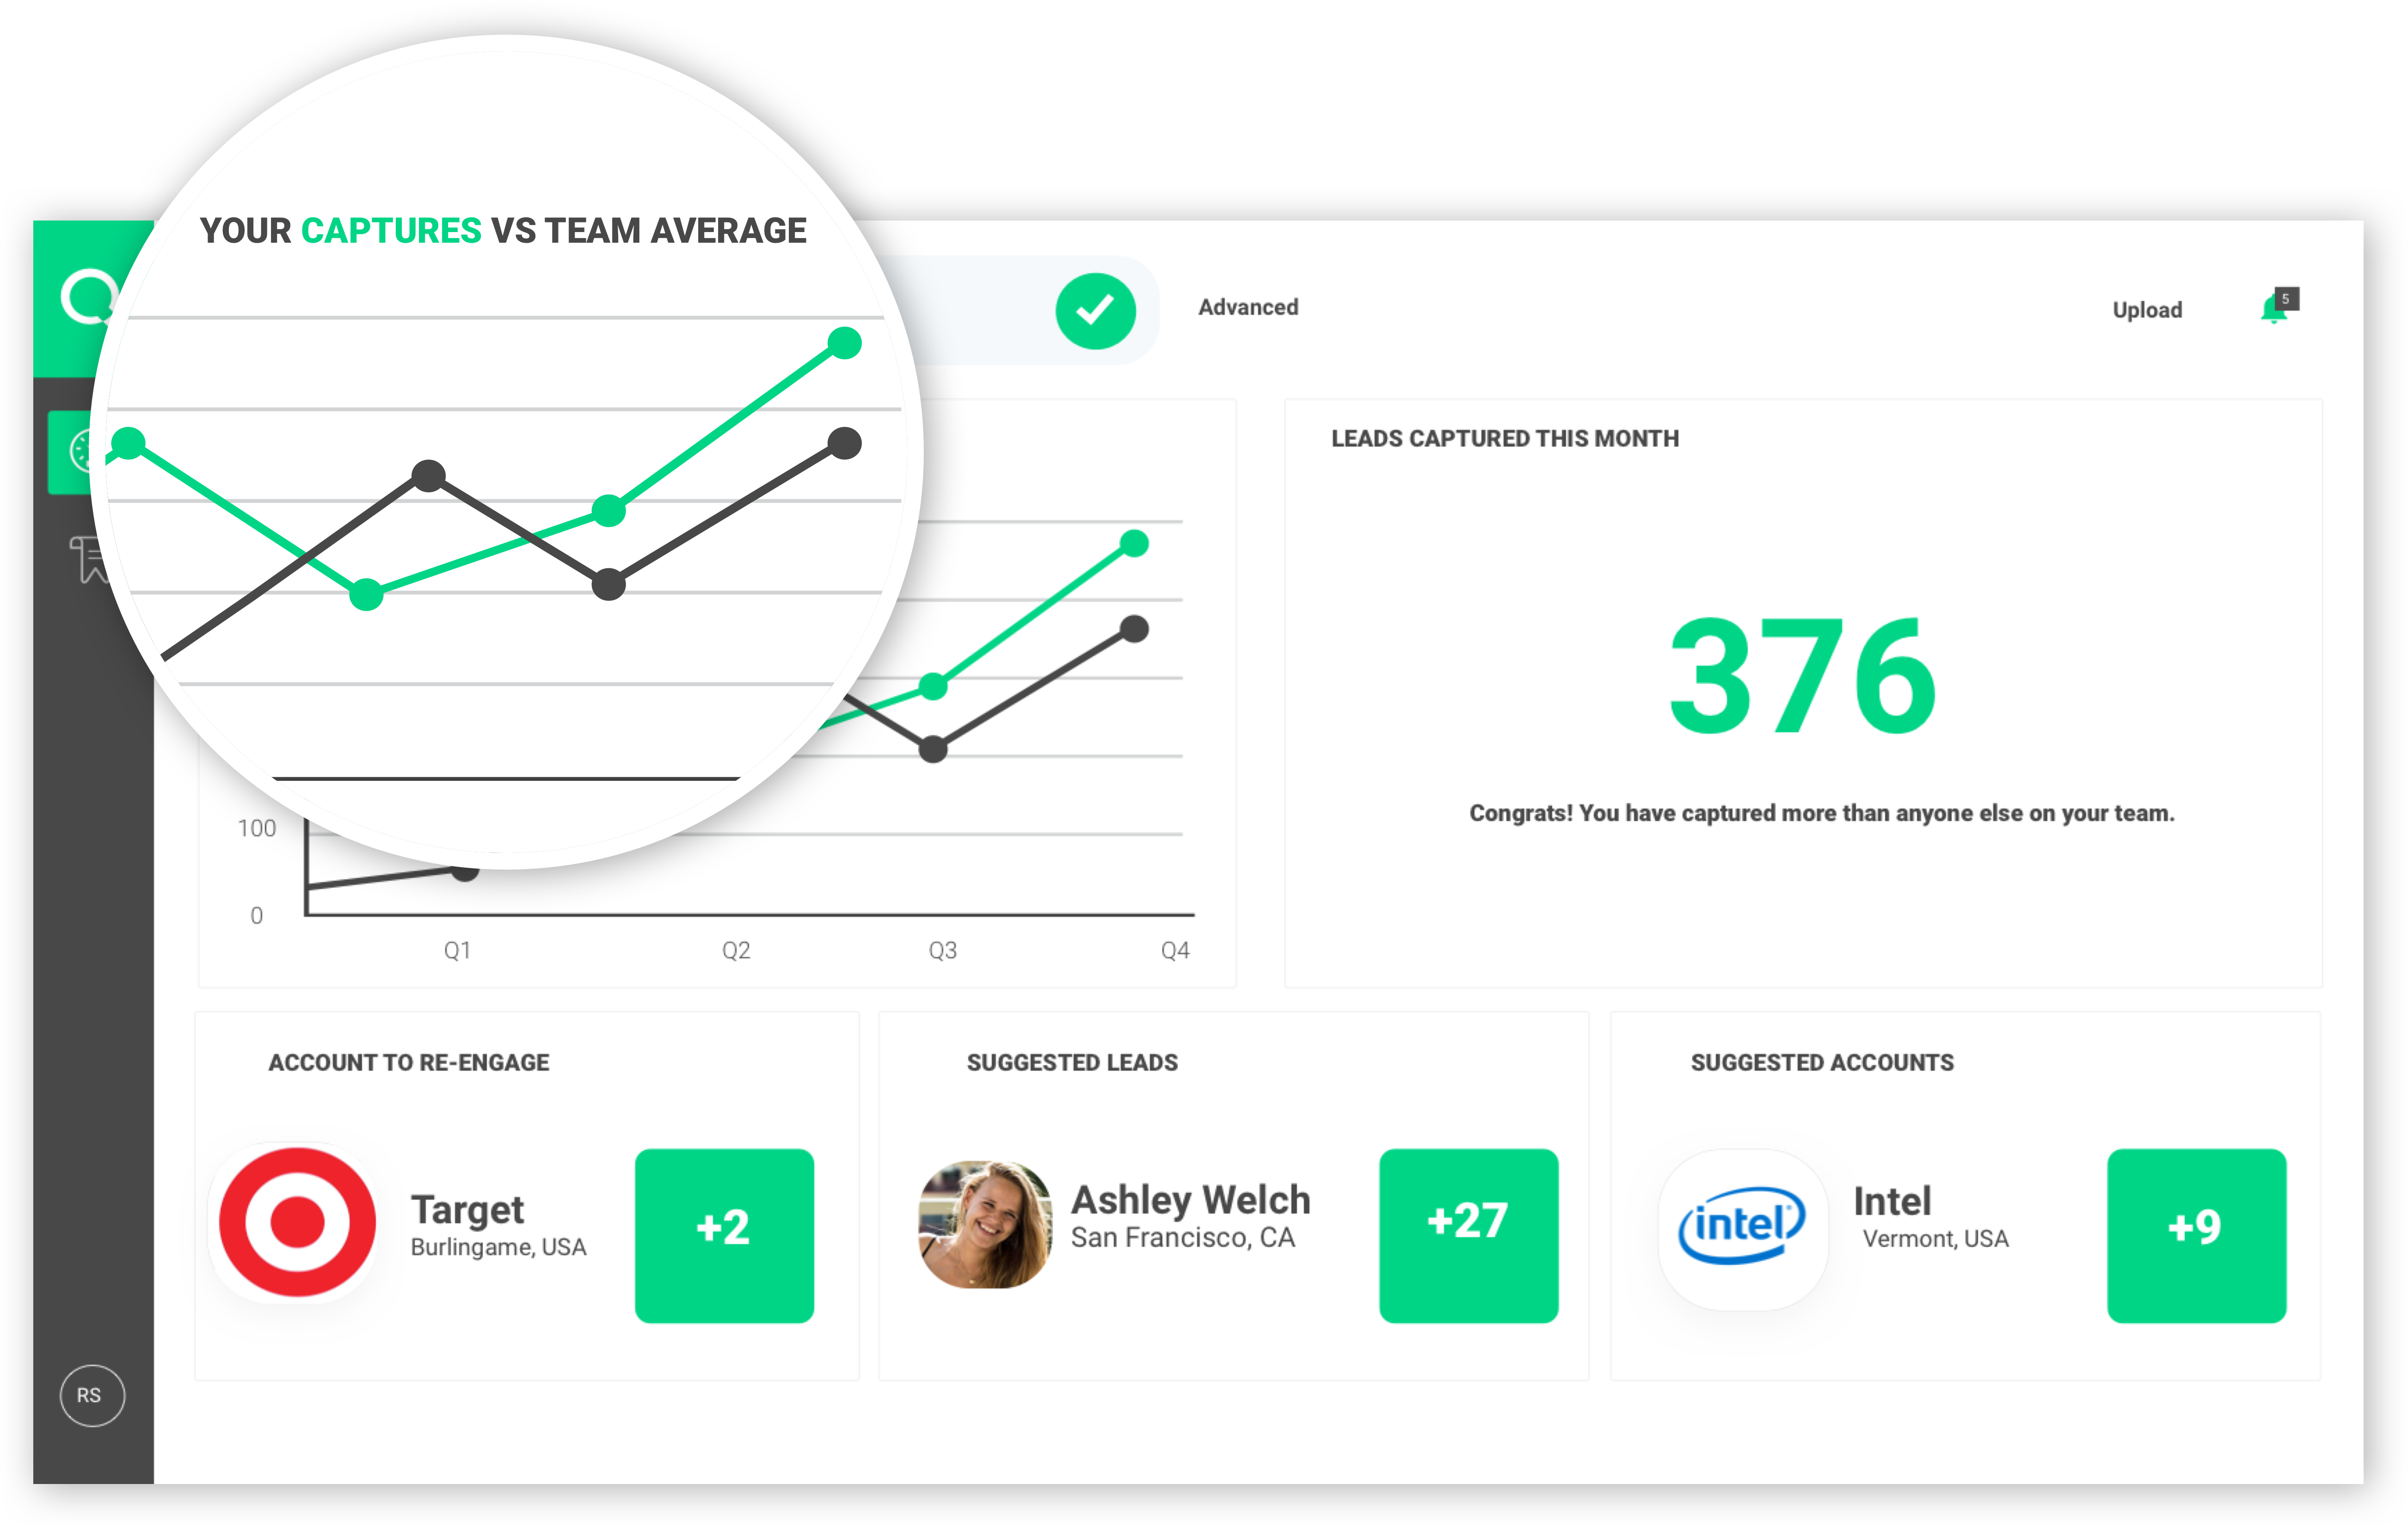 YOUR CAPTURES VS TEAM AVERAGE
Advanced
Upload
5
LEADS CAPTURED THIS MONTH
376
Congrats! You have captured more than anyone else on your team.
100
0
Q1 Q2 Q3 Q4
ACCOUNT TO RE-ENGAGE
Target
Burlingame, USA
+2
SUGGESTED LEADS
Ashley Welch
San Francisco, CA
+27
SUGGESTED ACCOUNTS
intel
Intel
Vermont, USA
+9
RS